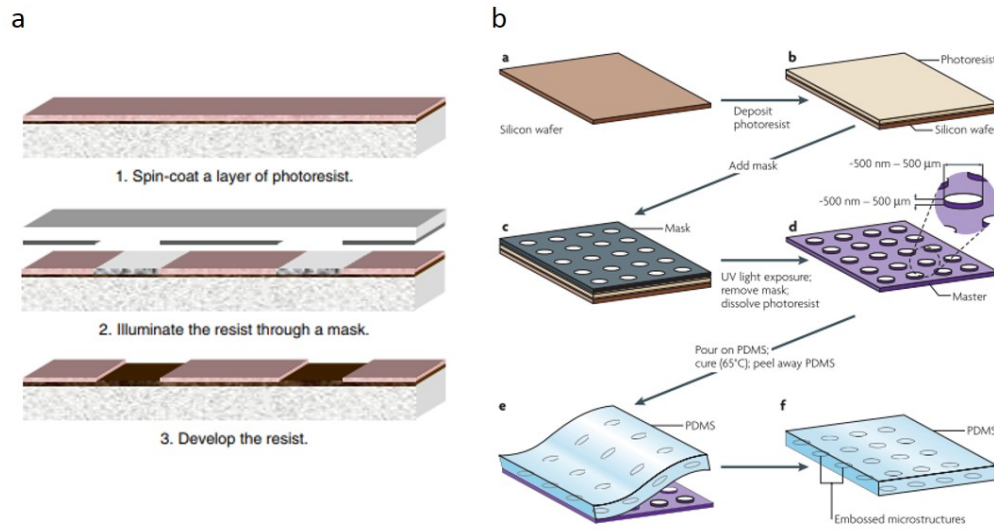 a
1. Spin-coat a layer of photoresist.
2. Illuminate the resist through a mask.
3. Develop the resist.
b
a
Silicon wafer
Deposit
photoresist
b
Photoresist
Silicon wafer
Add mask
c
Mask
UV light exposure;
remove mask;
dissolve photoresist
d
~500 nm – 500 µm
~500 nm – 500 µm
Master
Pour on PDMS;
cure (65°C); peel away PDMS
e
PDMS
f
PDMS
Embossed microstructures